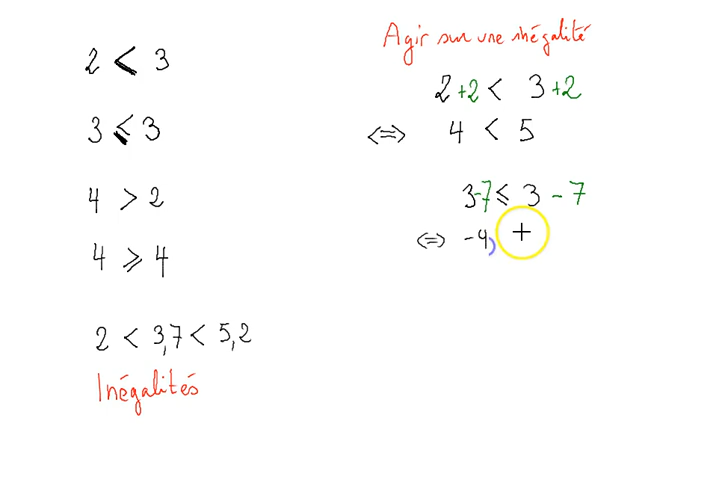 2 < 3
3 ⩽ 3
4 > 2
4 ⩾ 4
2 < 3,7 < 5,2
Inégalités
Agir sur une inégalité
2 +2 < 3 +2
⟺ 4 < 5
3 -7 ⩽ 3 - 7
⟺ -4